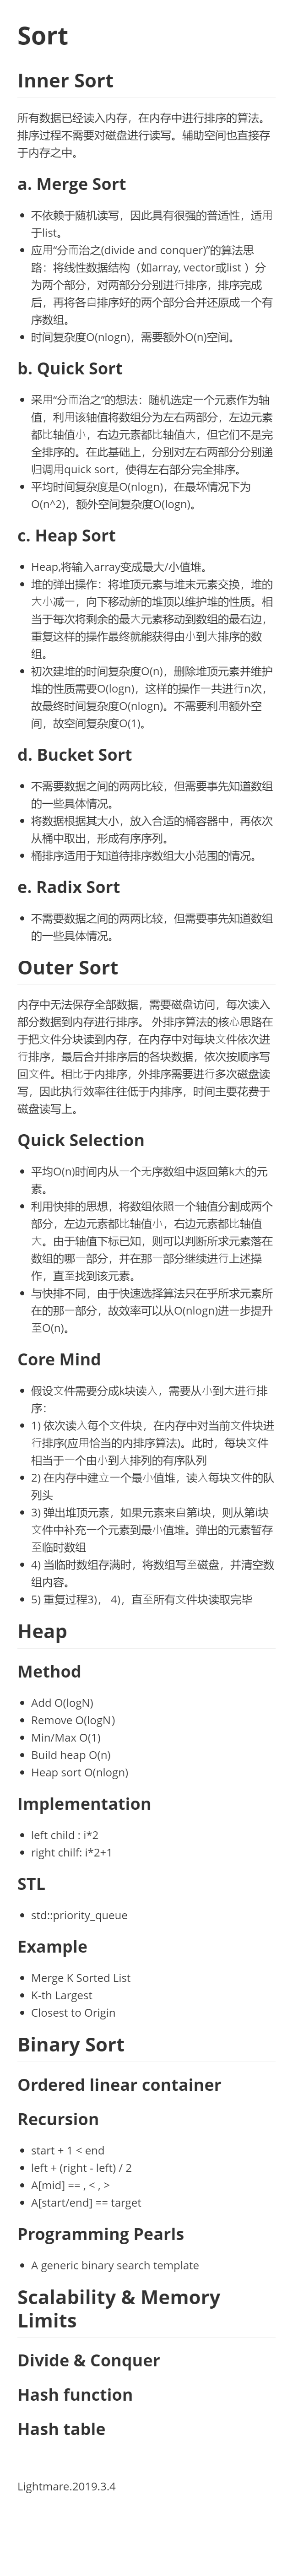 Sort
Inner Sort
所有数据已经读入内存，在内存中进行排序的算法。
排序过程不需要对磁盘进行读写。辅助空间也直接存
于内存之中。
a. Merge Sort
• 不依赖于随机读写，因此具有很强的普适性，适用
于list。
• 应用“分而治之(divide and conquer)”的算法思
路：将线性数据结构（如array, vector或list ）分
为两个部分，对两部分分别进行排序，排序完成
后，再将各自排序好的两个部分合并还原成一个有
序数组。
• 时间复杂度O(nlogn)，需要额外O(n)空间。
b. Quick Sort
• 采用“分而治之”的想法：随机选定一个元素作为轴
值，利用该轴值将数组分为左右两部分，左边元素
都比轴值小，右边元素都比轴值大，但它们不是完
全排序的。在此基础上，分别对左右两部分分别递
归调用quick sort，使得左右部分完全排序。
• 平均时间复杂度是O(nlogn)，在最坏情况下为
O(n^2)，额外空间复杂度O(logn)。
c. Heap Sort
• Heap,将输入array变成最大/小值堆。
• 堆的弹出操作：将堆顶元素与堆末元素交换，堆的
大小减一，向下移动新的堆顶以维护堆的性质。相
当于每次将剩余的最大元素移动到数组的最右边，
重复这样的操作最终就能获得由小到大排序的数
组。
• 初次建堆的时间复杂度O(n)，删除堆顶元素并维护
堆的性质需要O(logn)，这样的操作一共进行n次，
故最终时间复杂度O(nlogn)。不需要利用额外空
间，故空间复杂度O(1)。
d. Bucket Sort
• 不需要数据之间的两两比较，但需要事先知道数组
的一些具体情况。
• 将数据根据其大小，放入合适的桶容器中，再依次
从桶中取出，形成有序序列。
• 桶排序适用于知道待排序数组大小范围的情况。
e. Radix Sort
• 不需要数据之间的两两比较，但需要事先知道数组
的一些具体情况。
Outer Sort
内存中无法保存全部数据，需要磁盘访问，每次读入
部分数据到内存进行排序。 外排序算法的核心思路在
于把文件分块读到内存，在内存中对每块文件依次进
行排序，最后合并排序后的各块数据，依次按顺序写
回文件。相比于内排序，外排序需要进行多次磁盘读
写，因此执行效率往往低于内排序，时间主要花费于
磁盘读写上。
Quick Selection
• 平均O(n)时间内从一个无序数组中返回第k大的元
素。
• 利用快排的思想，将数组依照一个轴值分割成两个
部分，左边元素都比轴值小，右边元素都比轴值
大。由于轴值下标已知，则可以判断所求元素落在
数组的哪一部分，并在那一部分继续进行上述操
作，直至找到该元素。
• 与快排不同，由于快速选择算法只在乎所求元素所
在的那一部分，故效率可以从O(nlogn)进一步提升
至O(n)。
Core Mind
• 假设文件需要分成k块读入，需要从小到大进行排
序：
• 1) 依次读入每个文件块，在内存中对当前文件块进
行排序(应用恰当的内排序算法)。此时，每块文件
相当于一个由小到大排列的有序队列
• 2) 在内存中建立一个最小值堆，读入每块文件的队
列头
• 3) 弹出堆顶元素，如果元素来自第i块，则从第i块
文件中补充一个元素到最小值堆。弹出的元素暂存
至临时数组
• 4) 当临时数组存满时，将数组写至磁盘，并清空数
组内容。
• 5) 重复过程3)， 4)，直至所有文件块读取完毕
Heap
Method
• Add O(logN)
• Remove O(logN）
• Min/Max O(1)
• Build heap O(n)
• Heap sort O(nlogn)
Implementation
• left child : i*2
• right chilf: i*2+1
STL
• std::priority_queue
Example
• Merge K Sorted List
• K-th Largest
• Closest to Origin
Binary Sort
Ordered linear container
Recursion
• start + 1 < end
• left + (right - left) / 2
• A[mid] == , < , >
• A[start/end] == target
Programming Pearls
• A generic binary search template
Scalability & Memory
Limits
Divide & Conquer
Hash function
Hash table
Lightmare.2019.3.4